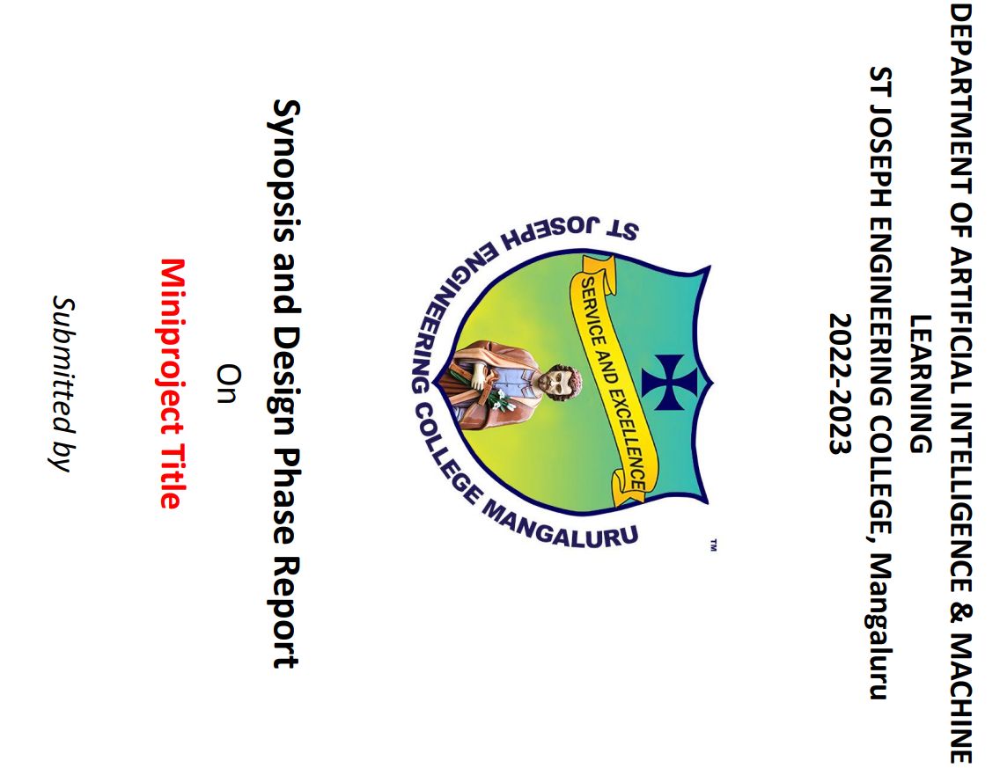 DEPARTMENT OF ARTIFICIAL INTELLIGENCE & MACHINE
LEARNING
ST JOSEPH ENGINEERING COLLEGE, Mangaluru
2022-2023
SERVICE AND EXCELLENCE
ST JOSEPH ENGINEERING COLLEGE MANGALURU
TM
Synopsis and Design Phase Report
On
Miniproject Title
Submitted by